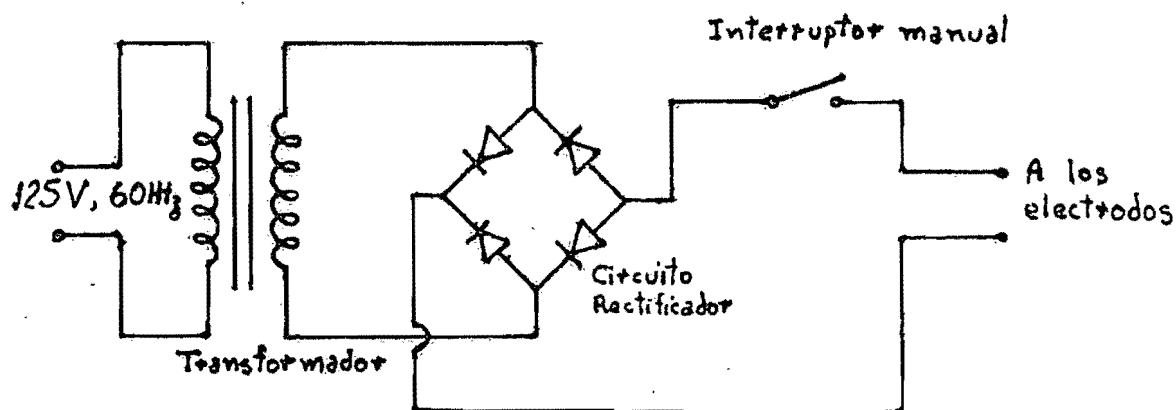 Interruptor manual
125V, 60Hz
A los
electrodos
Circuito
Rectificador
Transformador